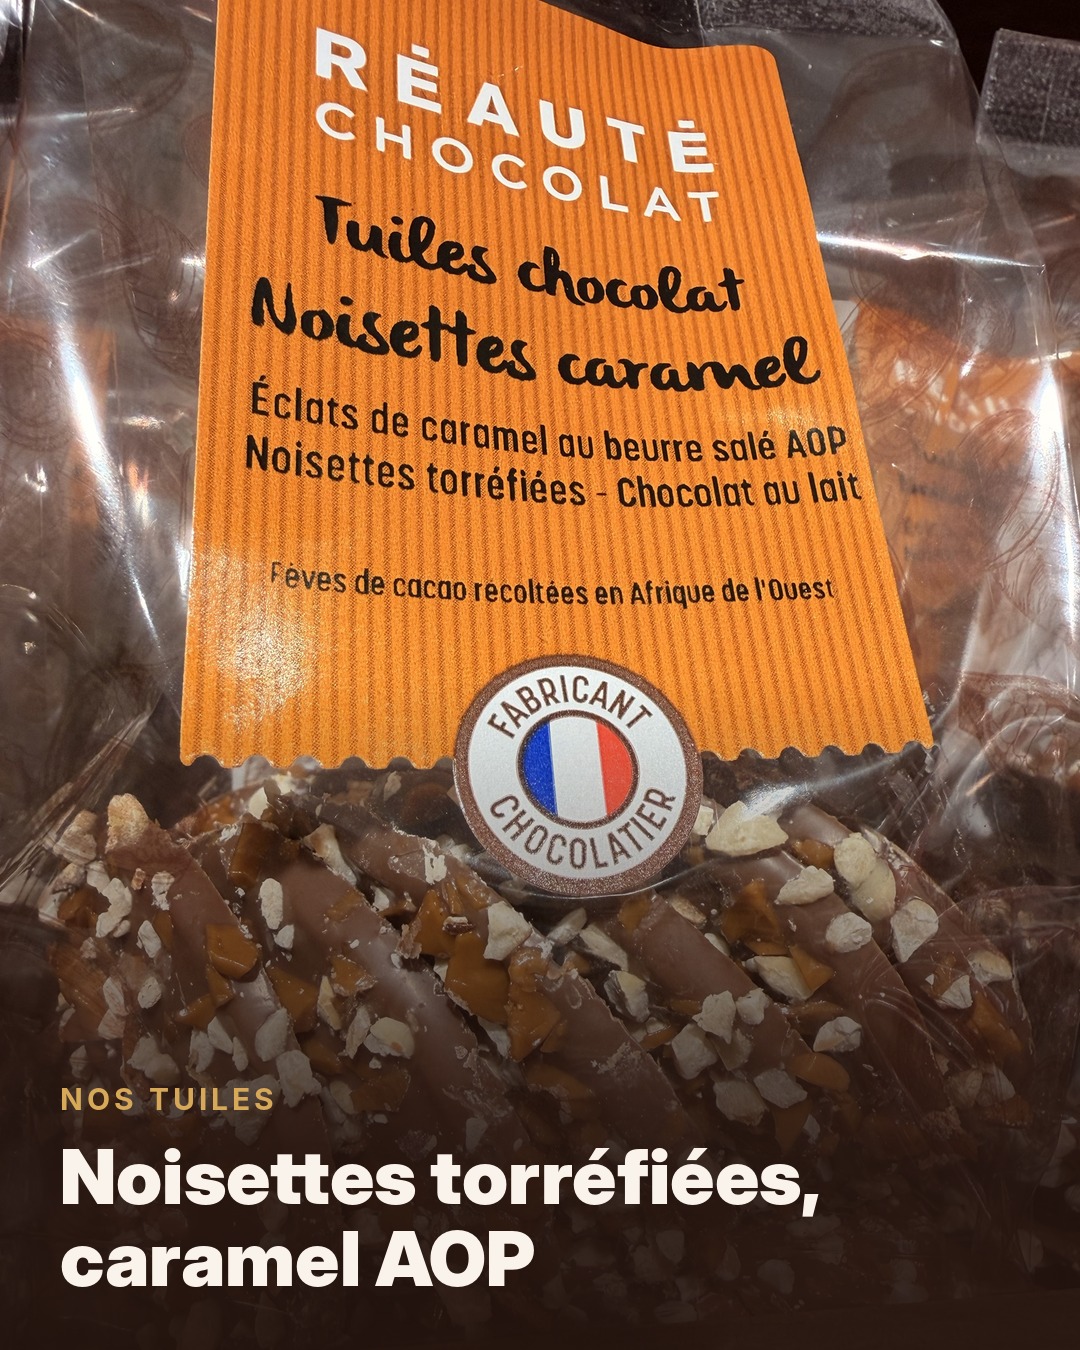 RĖAUTĖ
CHOCOLAT
Tuiles chocolat
Noisettes caramel
Éclats de caramel au beurre salé AOP
Noisettes torréfiées - Chocolat au lait
Fèves de cacao récoltées en Afrique de l'Ouest
FABRICANT
CHOCOLATIER
NOS TUILES
Noisettes torréfiées,
caramel AOP